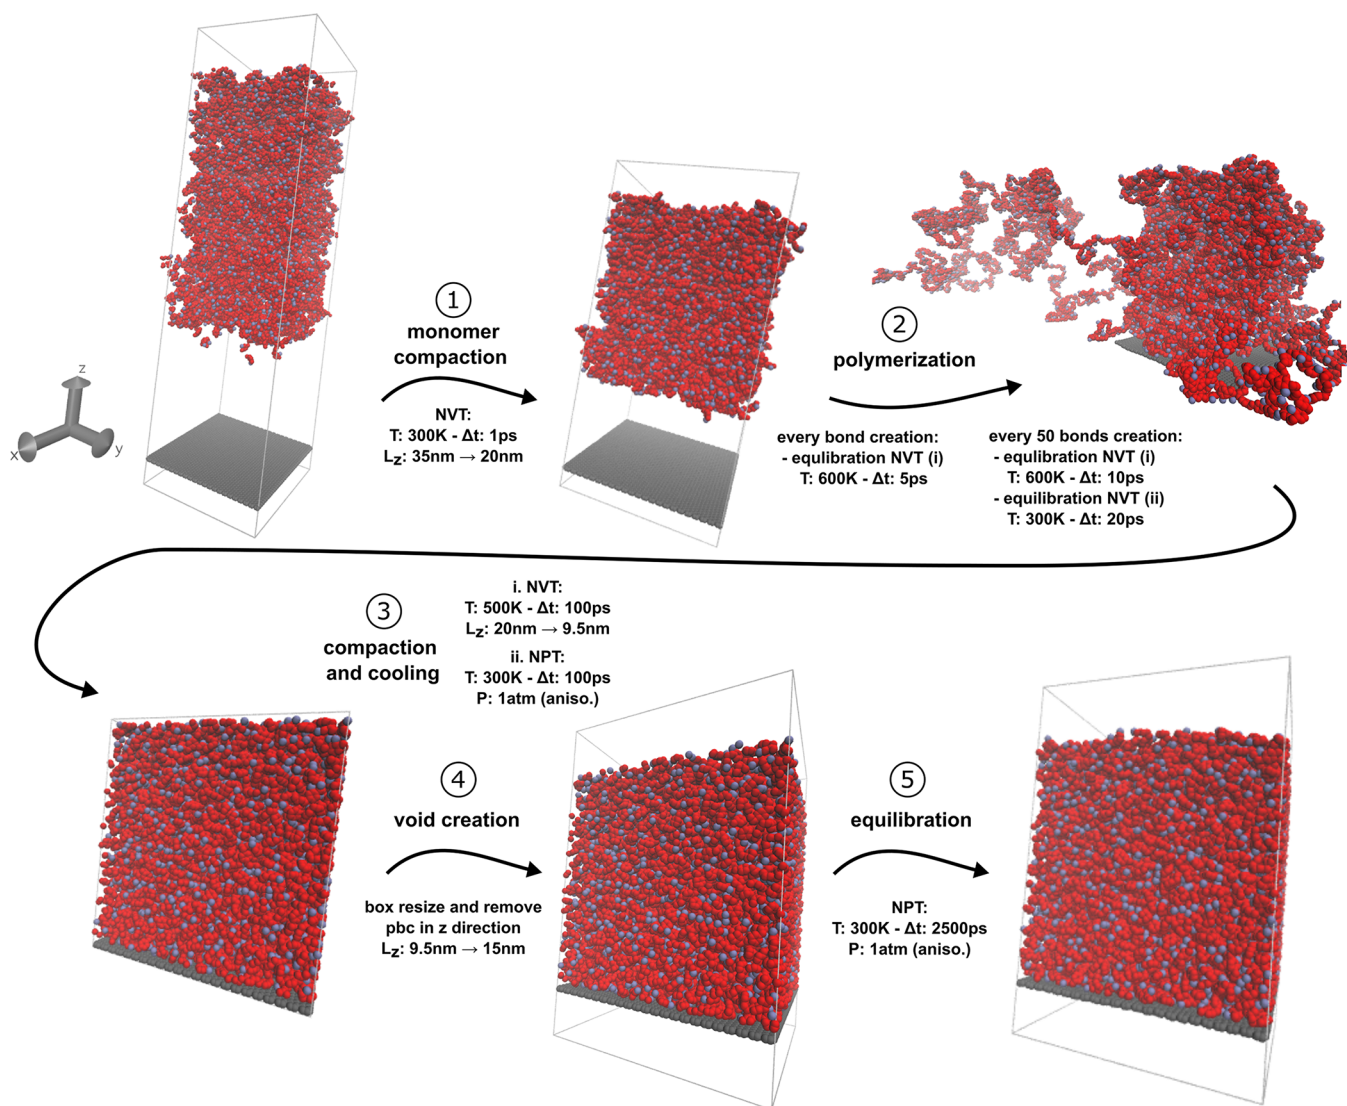 z
x
y
1
monomer
compaction
NVT:
T: 300K - Δt: 1ps
Lz: 35nm → 20nm
2
polymerization
every bond creation:
- equlibration NVT (i)
T: 600K - Δt: 5ps
every 50 bonds creation:
- equlibration NVT (i)
T: 600K - Δt: 10ps
- equlibration NVT (ii)
T: 300K - Δt: 20ps
3
compaction
and cooling
i. NVT:
T: 500K - Δt: 100ps
Lz: 20nm → 9.5nm
ii. NPT:
T: 300K - Δt: 100ps
P: 1atm (aniso.)
4
void creation
box resize and remove
pbc in z direction
Lz: 9.5nm → 15nm
5
equilibration
NPT:
T: 300K - Δt: 2500ps
P: 1atm (aniso.)